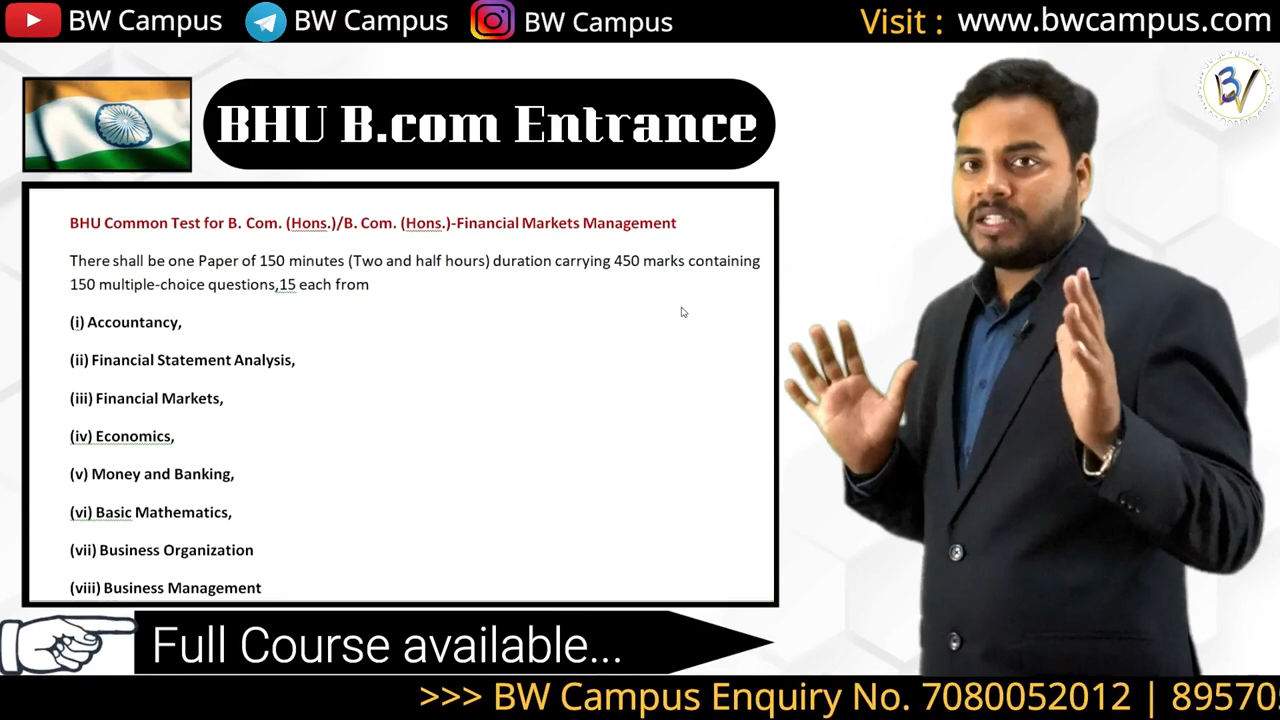 BW Campus BW Campus BW Campus Visit : www.bwcampus.com
BV
BHU B.com Entrance
BHU Common Test for B. Com. (Hons.)/B. Com. (Hons.)-Financial Markets Management
There shall be one Paper of 150 minutes (Two and half hours) duration carrying 450 marks containing
150 multiple-choice questions,15 each from
(i) Accountancy,
(ii) Financial Statement Analysis,
(iii) Financial Markets,
(iv) Economics,
(v) Money and Banking,
(vi) Basic Mathematics,
(vii) Business Organization
(viii) Business Management
Full Course available...
>>> BW Campus Enquiry No. 7080052012 | 89570